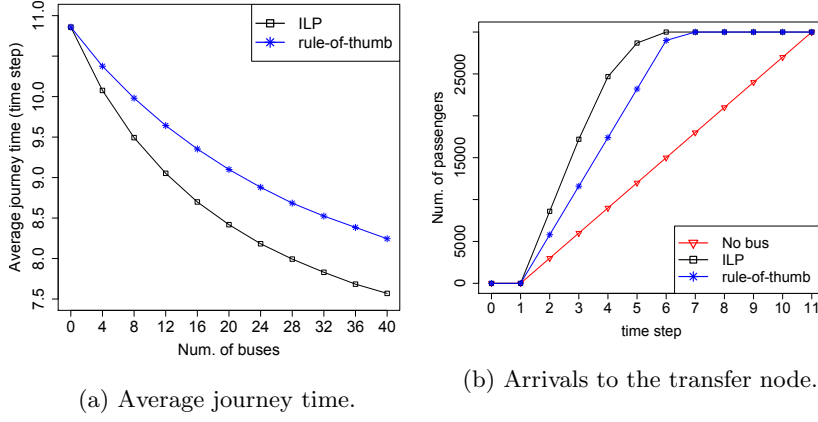 Average journey time (time step)
11.0
10.0
9.5
9.0
8.5
8.0
7.5
ILP
rule-of-thumb
0 4 8 12 16 20 24 28 32 36 40
Num. of buses
(a) Average journey time.
Num. of passengers
25000
15000
5000
0
No bus
ILP
rule-of-thumb
0 1 2 3 4 5 6 7 8 9 10 11
time step
(b) Arrivals to the transfer node.